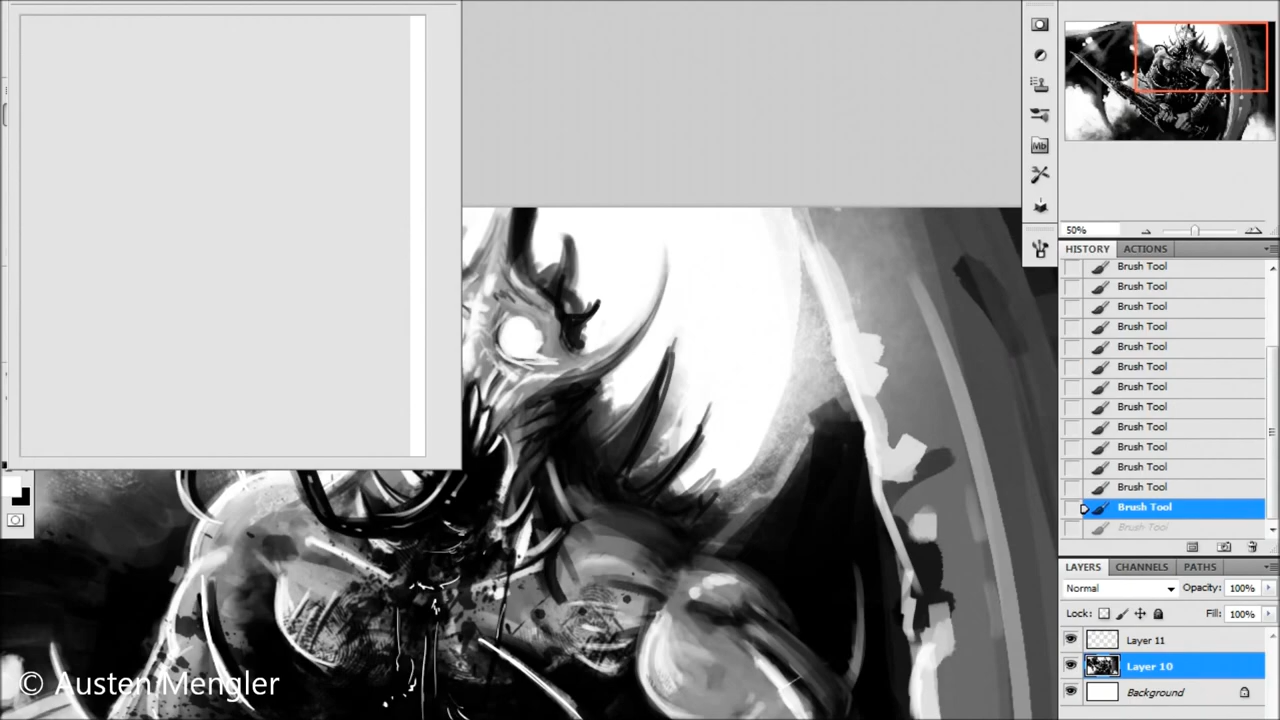 Mb
50%
HISTORY ACTIONS
Brush Tool
Brush Tool
Brush Tool
Brush Tool
Brush Tool
Brush Tool
Brush Tool
Brush Tool
Brush Tool
Brush Tool
Brush Tool
Brush Tool
Brush Tool
Brush Tool
LAYERS CHANNELS PATHS
Normal Opacity: 100%
Lock: Fill: 100%
Layer 11
Layer 10
Background
© Austen Mengler